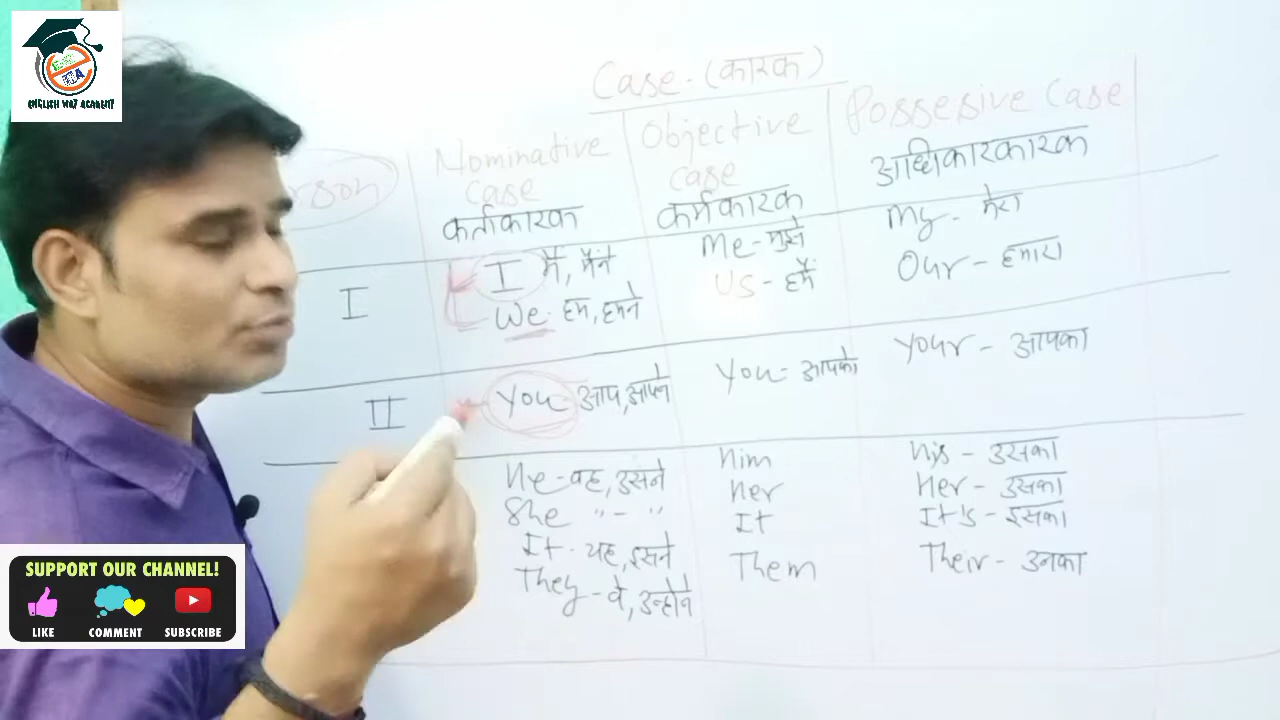 ENGLISH WAY ACADEMY
Case - (कारक)
Nominative Case
कर्ताकारक
Objective Case
कर्मकारक
Possesive Case
आधिकारकारक
I
I मैं, मैंने
We - हम, हमने
Me - मुझे
US - हमें
My - मेरा
Our - हमारा
II
You - आप, आपने
You - आपको
Your - आपका
He - वह, उसने
She " - "
It - यह, इसने
They - वे, उन्होंने
him
her
It
Them
his - उसका
her - उसका
It's - इसका
Their - उनका
SUPPORT OUR CHANNEL!
LIKE COMMENT SUBSCRIBE